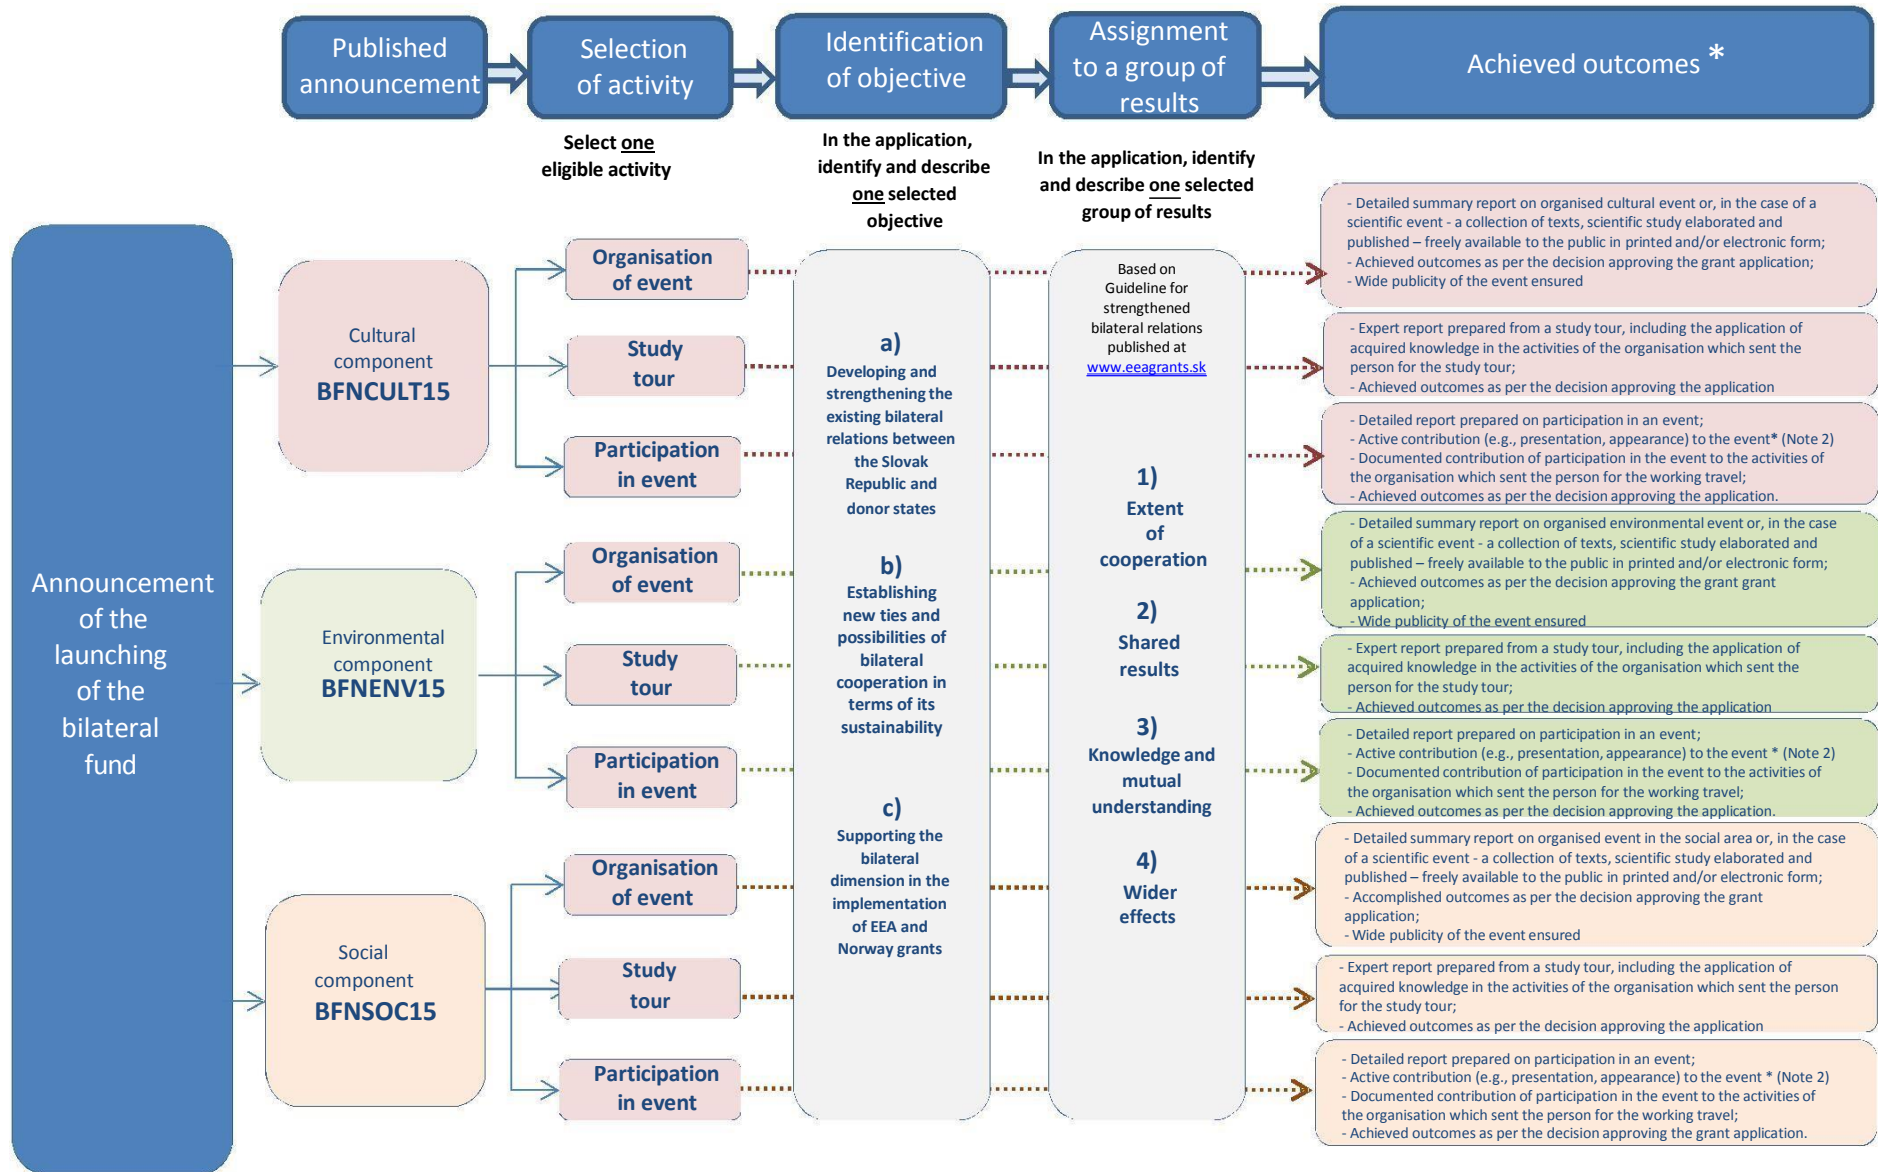 Published
announcement
Selection
of activity
Identification
of objective
Assignment
to a group of
results
Achieved outcomes *
Select one
eligible activity
In the application,
identify and describe
one selected
objective
In the application, identify
and describe one selected
group of results
Announcement
of the
launching
of the
bilateral
fund
Cultural
component
BFNCULT15
Environmental
component
BFNENV15
Social
component
BFNSOC15
Organisation
of event
Study
tour
Participation
in event
Organisation
of event
Study
tour
Participation
in event
Organisation
of event
Study
tour
Participation
in event
a)
Developing and
strengthening the
existing bilateral
relations between
the Slovak
Republic and
donor states
b)
Establishing
new ties and
possibilities of
bilateral
cooperation in
terms of its
sustainability
c)
Supporting the
bilateral
dimension in the
implementation
of EEA and
Norway grants
Based on
Guideline for
strengthened
bilateral relations
published at
www.eeagrants.sk
1)
Extent
of
cooperation
2)
Shared
results
3)
Knowledge and
mutual
understanding
4)
Wider
effects
- Detailed summary report on organised cultural event or, in the case of a
scientific event - a collection of texts, scientific study elaborated and
published – freely available to the public in printed and/or electronic form;
- Achieved outcomes as per the decision approving the grant application;
- Wide publicity of the event ensured
- Expert report prepared from a study tour, including the application of
acquired knowledge in the activities of the organisation which sent the
person for the study tour;
- Achieved outcomes as per the decision approving the application
- Detailed report prepared on participation in an event;
- Active contribution (e.g., presentation, appearance) to the event* (Note 2)
- Documented contribution of participation in the event to the activities of
the organisation which sent the person for the working travel;
- Achieved outcomes as per the decision approving the application.
- Detailed summary report on organised environmental event or, in the case
of a scientific event - a collection of texts, scientific study elaborated and
published – freely available to the public in printed and/or electronic form;
- Achieved outcomes as per the decision approving the grant grant
application;
- Wide publicity of the event ensured
- Expert report prepared from a study tour, including the application of
acquired knowledge in the activities of the organisation which sent the
person for the study tour;
- Achieved outcomes as per the decision approving the application
- Detailed report prepared on participation in an event;
- Active contribution (e.g., presentation, appearance) to the event * (Note 2)
- Documented contribution of participation in the event to the activities of
the organisation which sent the person for the working travel;
- Achieved outcomes as per the decision approving the application.
- Detailed summary report on organised event in the social area or, in the case
of a scientific event - a collection of texts, scientific study elaborated and
published – freely available to the public in printed and/or electronic form;
- Accomplished outcomes as per the decision approving the grant
application;
- Wide publicity of the event ensured
- Expert report prepared from a study tour, including the application of
acquired knowledge in the activities of the organisation which sent the person
for the study tour;
- Achieved outcomes as per the decision approving the application
- Detailed report prepared on participation in an event;
- Active contribution (e.g., presentation, appearance) to the event * (Note 2)
- Documented contribution of participation in the event to the activities of
the organisation which sent the person for the working travel;
- Achieved outcomes as per the decision approving the grant application.